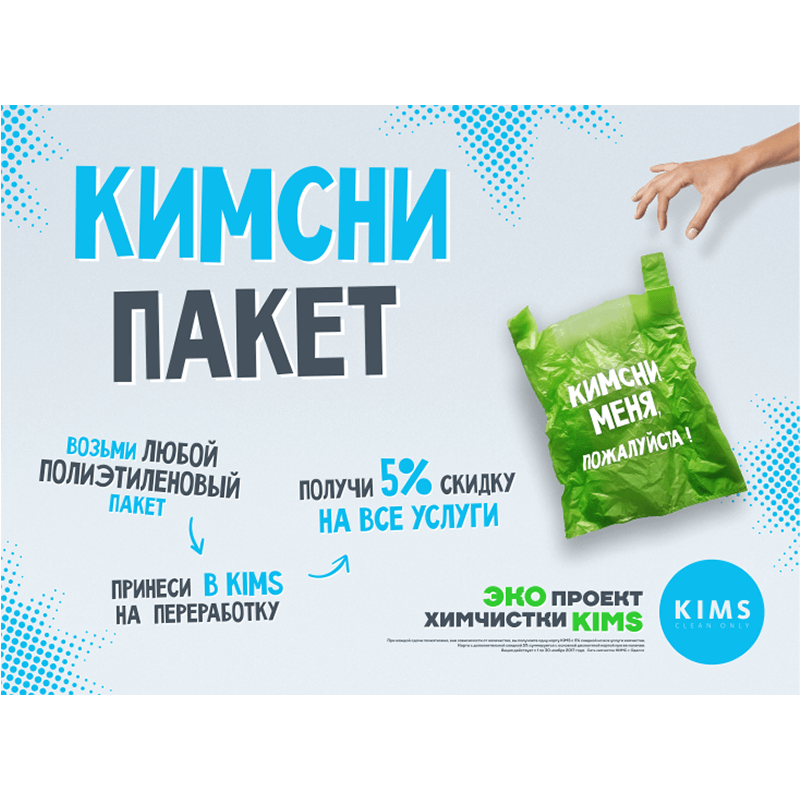 КИМСНИ
ПАКЕТ
КИМСНИ
МЕНЯ,
ПОЖАЛУЙСТА!
ВОЗЬМИ ЛЮБОЙ
ПОЛИЭТИЛЕНОВЫЙ
ПАКЕТ
ПРИНЕСИ В KIMS
НА ПЕРЕРАБОТКУ
ПОЛУЧИ 5% СКИДКУ
НА ВСЕ УСЛУГИ
ЭКО ПРОЕКТ
ХИМЧИСТКИ KIMS
KIMS
CLEAN ONLY